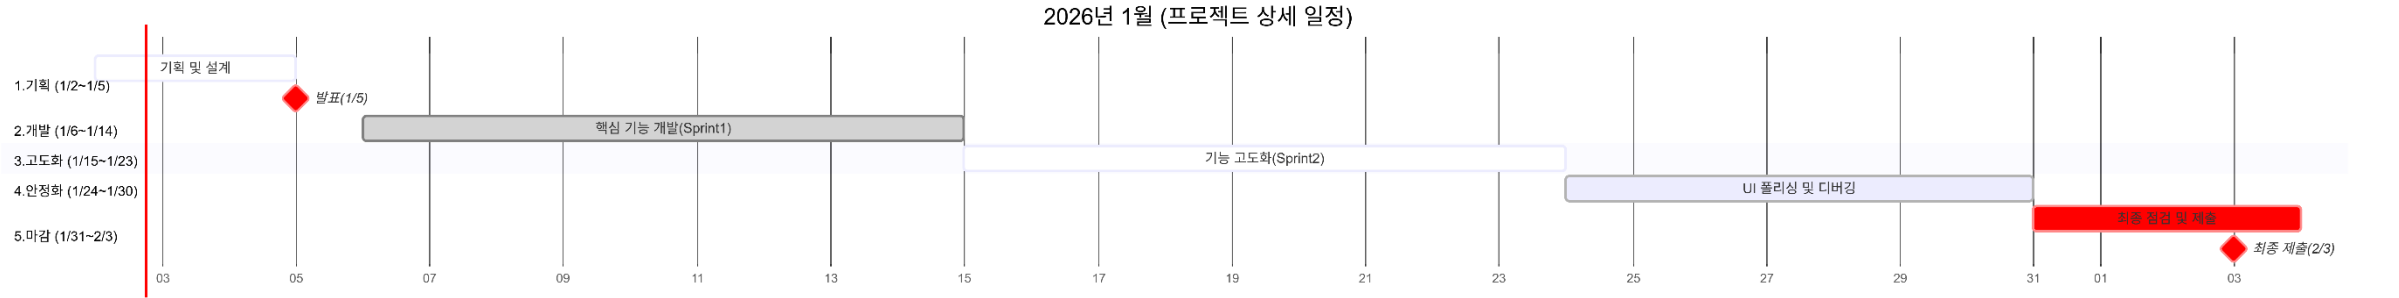 2026년 1월 (프로젝트 상세 일정)
기획 및 설계
1.기획 (1/2~1/5)
발표(1/5)
2.개발 (1/6~1/14)
핵심 기능 개발(Sprint1)
3.고도화 (1/15~1/23)
기능 고도화(Sprint2)
4.안정화 (1/24~1/30)
UI 폴리싱 및 디버깅
최종 점검 및 제출
5.마감 (1/31~2/3)
최종 제출(2/3)
03 05 07 09 11 13 15 17 19 21 23 25 27 29 31 01 03